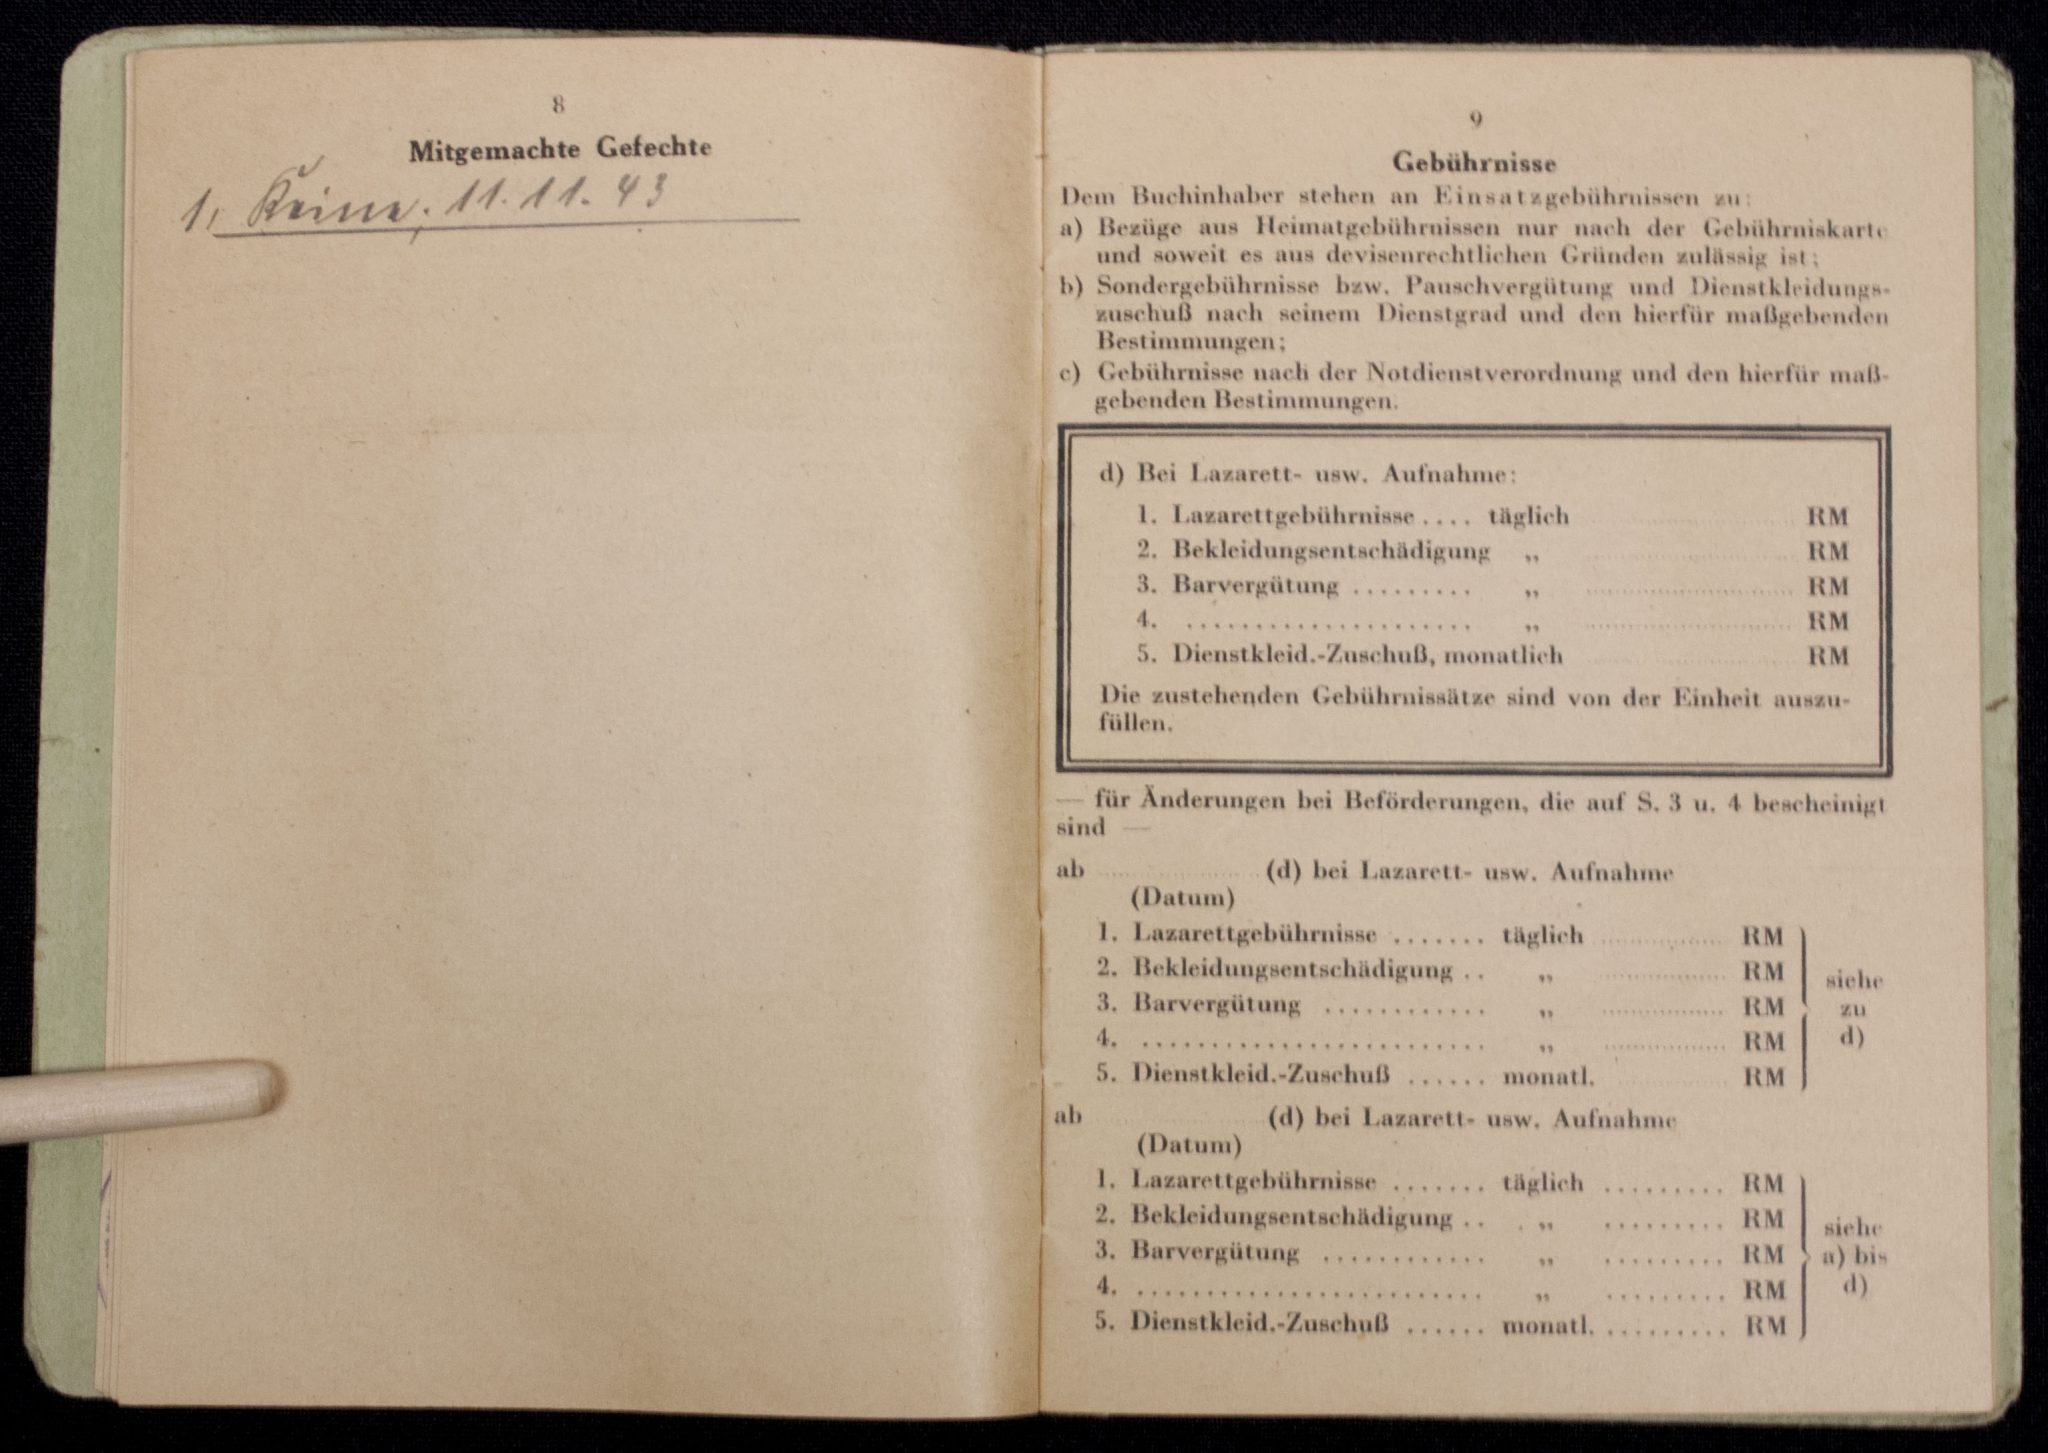 8
Mitgemachte Gefechte
1, Keine, 11.11.43
9
Gebührnisse
Dem Buchinhaber stehen an Einsatzgebührnissen zu:
a) Bezüge aus Heimatgebührnissen nur nach der Gebührniskarte
und soweit es aus devisenrechtlichen Gründen zulässig ist;
b) Sondergebührnisse bzw. Pauschvergütung und Dienstkleidungs-
zuschuß nach seinem Dienstgrad und den hierfür maßgebenden
Bestimmungen;
c) Gebührnisse nach der Notdienstverordnung und den hierfür maß-
gebenden Bestimmungen.
d) Bei Lazarett- usw. Aufnahme:
1. Lazarettgebührnisse .... täglich RM
2. Bekleidungsentschädigung „ RM
3. Barvergütung ......... „ RM
4. ..................... „ RM
5. Dienstkleid.-Zuschuß, monatlich RM
Die zustehenden Gebührnissätze sind von der Einheit auszu-
füllen.
— für Änderungen bei Beförderungen, die auf S. 3 u. 4 bescheinigt
sind —
ab (d) bei Lazarett- usw. Aufnahme
(Datum)
1. Lazarettgebührnisse ....... täglich RM
2. Bekleidungsentschädigung .. „ RM
3. Barvergütung ............ „ RM
4. ......................... „ RM
5. Dienstkleid.-Zuschuß ...... monatl. RM
siehe
zu
d)
ab (d) bei Lazarett- usw. Aufnahme
(Datum)
1. Lazarettgebührnisse ....... täglich ......... RM
2. Bekleidungsentschädigung .. „ ......... RM
3. Barvergütung ............ „ ......... RM
4. ......................... „ ......... RM
5. Dienstkleid.-Zuschuß ...... monatl. ......... RM
siehe
a) bis
d)